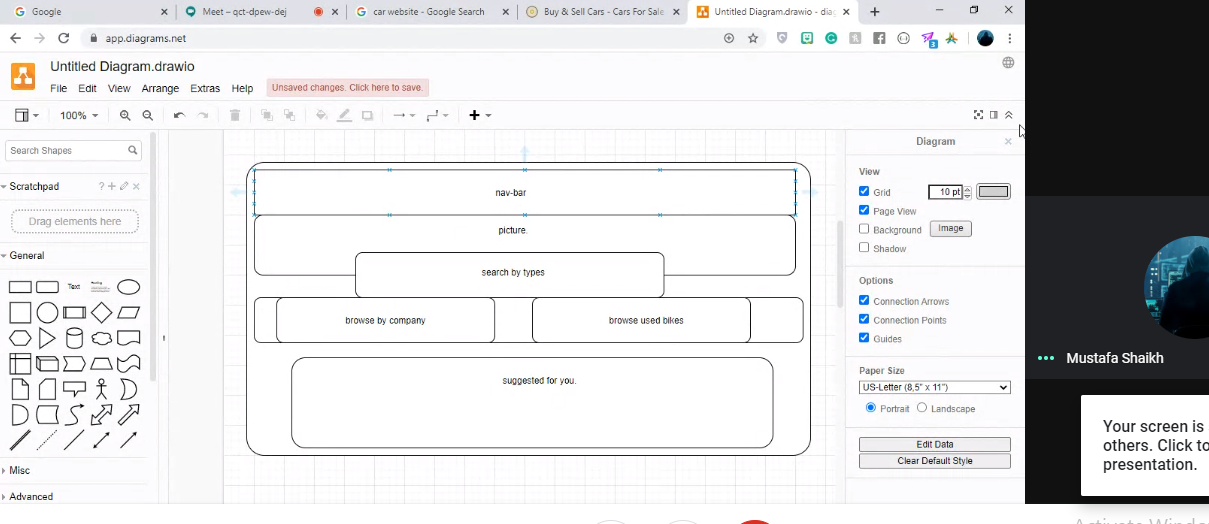 Google
Meet – qct-dpew-dej
car website - Google Search
Buy & Sell Cars - Cars For Sale
Untitled Diagram.drawio - diag
app.diagrams.net
3
Untitled Diagram.drawio
File Edit View Arrange Extras Help
Unsaved changes. Click here to save.
100%
Search Shapes
Scratchpad
Drag elements here
General
Text
Misc
Advanced
nav-bar
picture.
search by types
browse by company
browse used bikes
suggested for you.
Diagram
View
Grid
10 pt
Page View
Background
Image
Shadow
Options
Connection Arrows
Connection Points
Guides
Paper Size
US-Letter (8,5" x 11")
Portrait Landscape
Edit Data
Clear Default Style
Mustafa Shaikh
Your screen is
others. Click to
presentation.